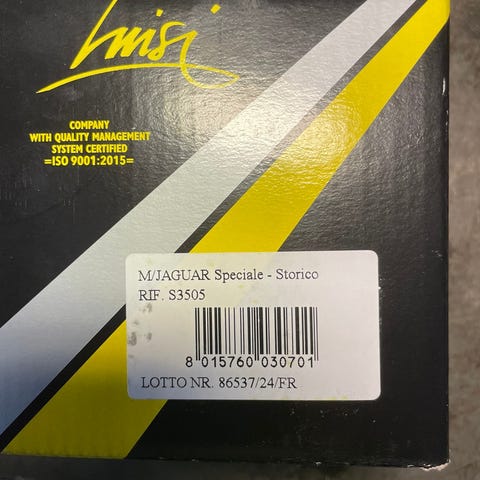 Luisi
COMPANY
WITH QUALITY MANAGEMENT
SYSTEM CERTIFIED
=ISO 9001:2015=
M/JAGUAR Speciale - Storico
RIF. S3505
8 015760 030701
LOTTO NR. 86537/24/FR